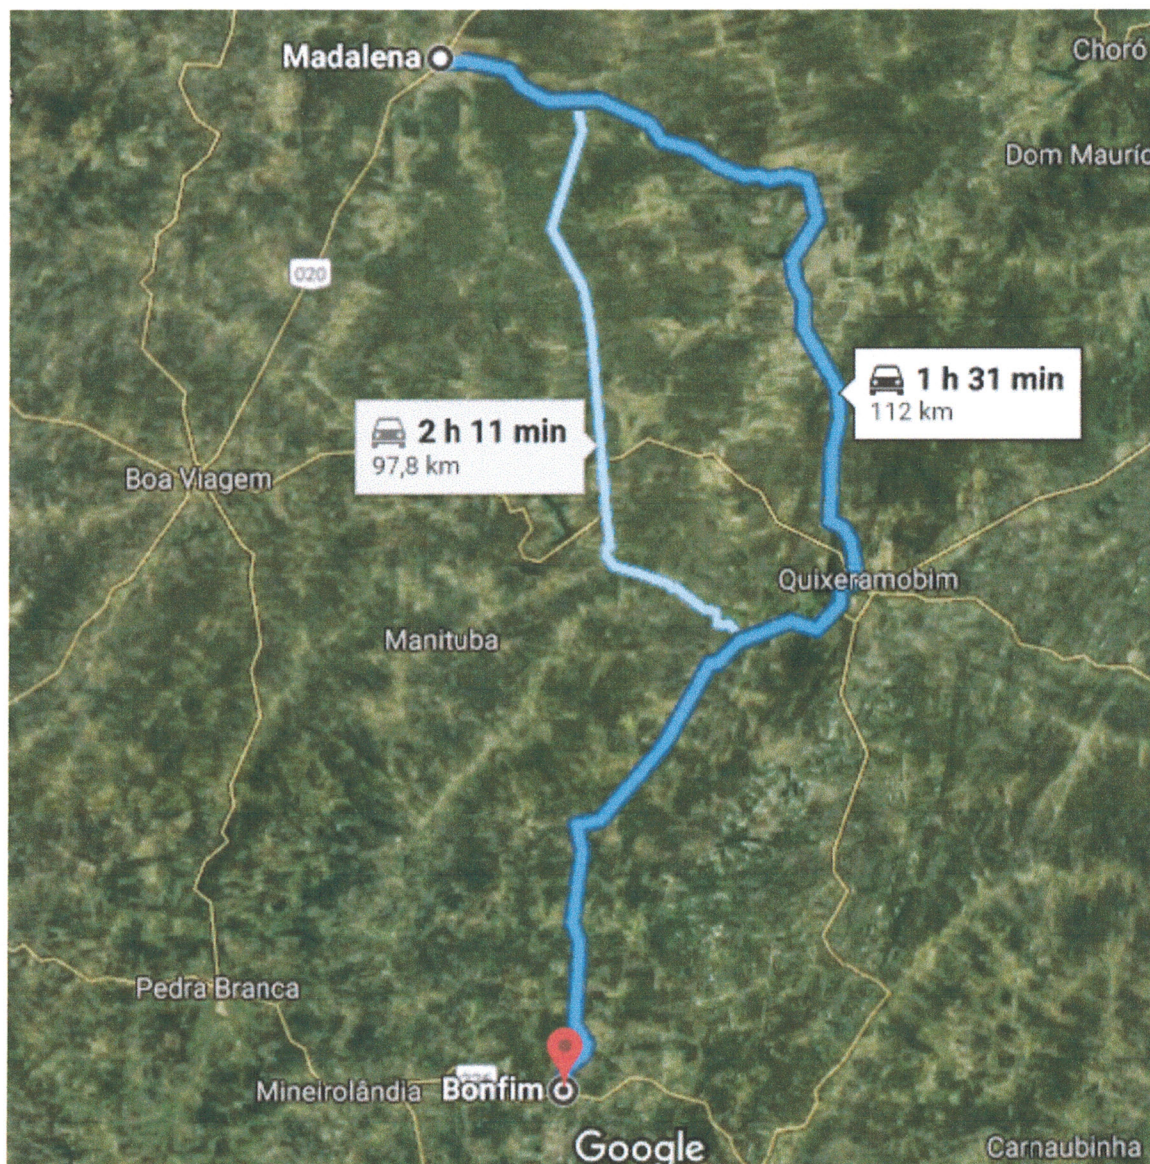 Madalena
Choró
Dom Mauríc
020
1 h 31 min
112 km
2 h 11 min
97,8 km
Boa Viagem
Quixeramobim
Manituba
Pedra Branca
Mineirolândia
Bonfim
Google
Carnaubinha